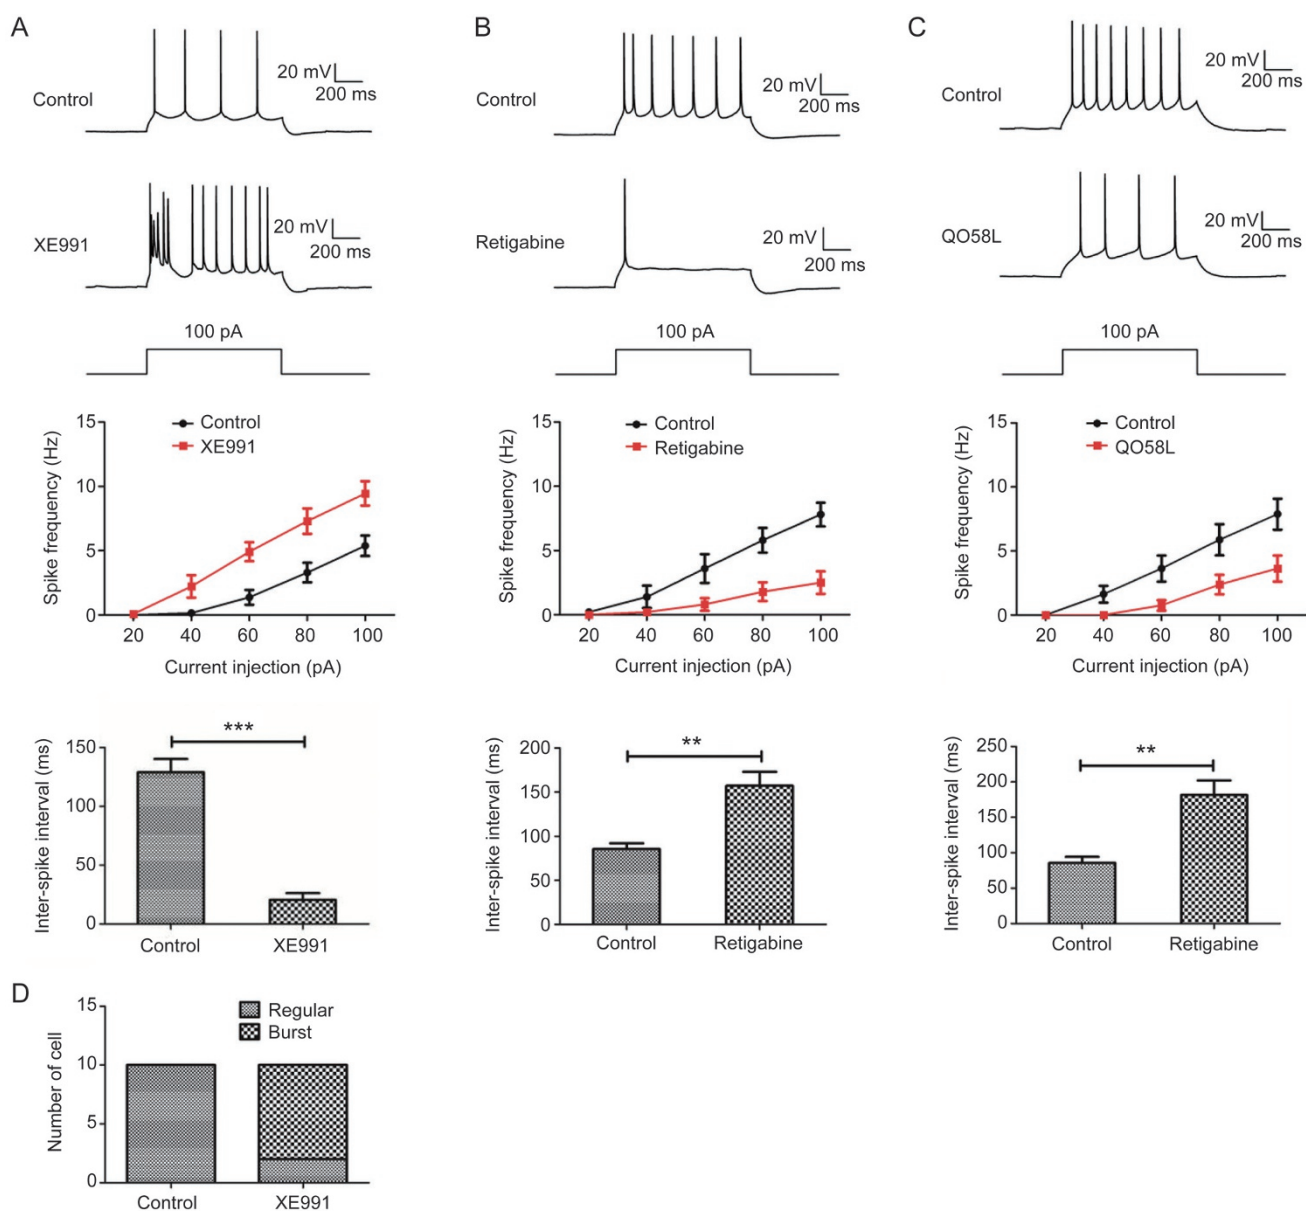 A
Control
20 mV
200 ms
XE991
20 mV
200 ms
100 pA
Control
XE991
Spike frequency (Hz)
15
10
5
0
20 40 60 80 100
Current injection (pA)
***
Inter-spike interval (ms)
150
100
50
0
Control XE991
B
Control
20 mV
200 ms
Retigabine
20 mV
200 ms
100 pA
Control
Retigabine
Spike frequency (Hz)
15
10
5
0
20 40 60 80 100
Current injection (pA)
**
Inter-spike interval (ms)
200
150
100
50
0
Control Retigabine
C
Control
20 mV
200 ms
QO58L
20 mV
200 ms
100 pA
Control
QO58L
Spike frequency (Hz)
15
10
5
0
20 40 60 80 100
Current injection (pA)
**
Inter-spike interval (ms)
250
200
150
100
50
0
Control Retigabine
D
Regular
Burst
Number of cell
15
10
5
0
Control XE991